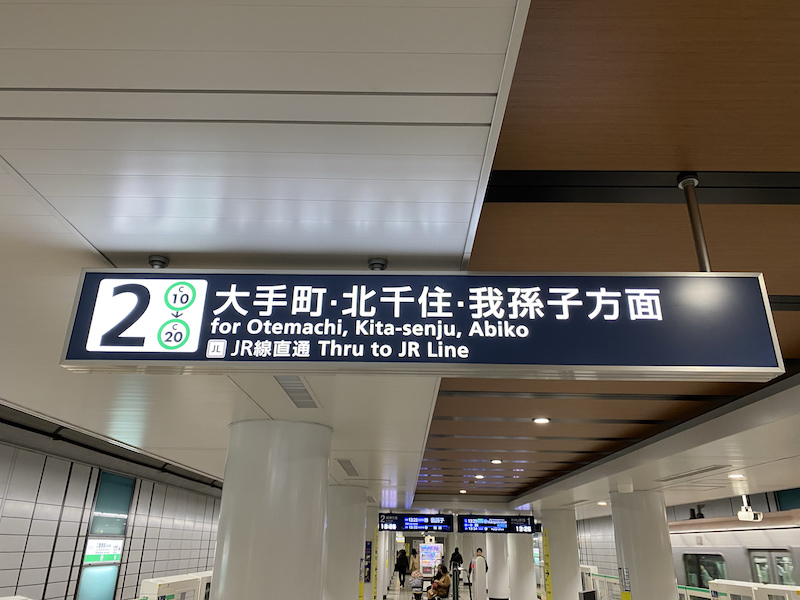 2
C
10
C
20
大手町·北千住·我孫子方面
for Otemachi, Kita-senju, Abiko
JL JR線直通 Thru to JR Line